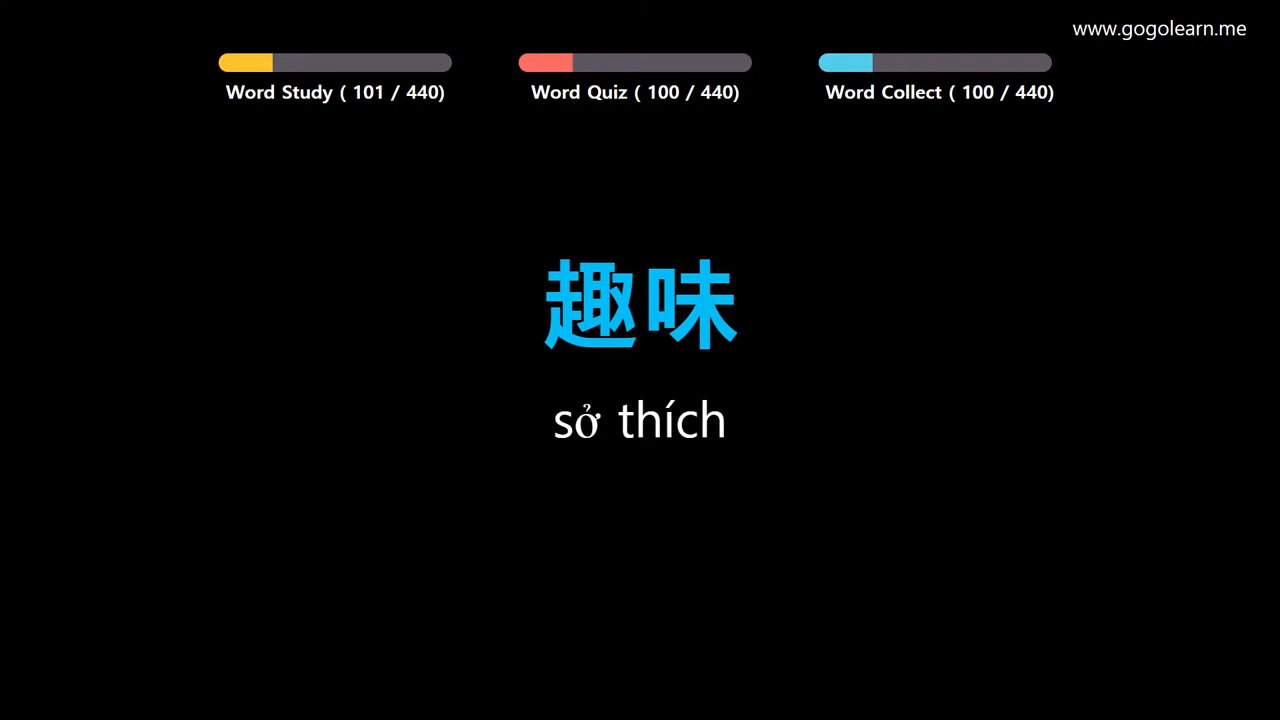 www.gogolearn.me
Word Study ( 101 / 440)
Word Quiz ( 100 / 440)
Word Collect ( 100 / 440)
趣味
sở thích